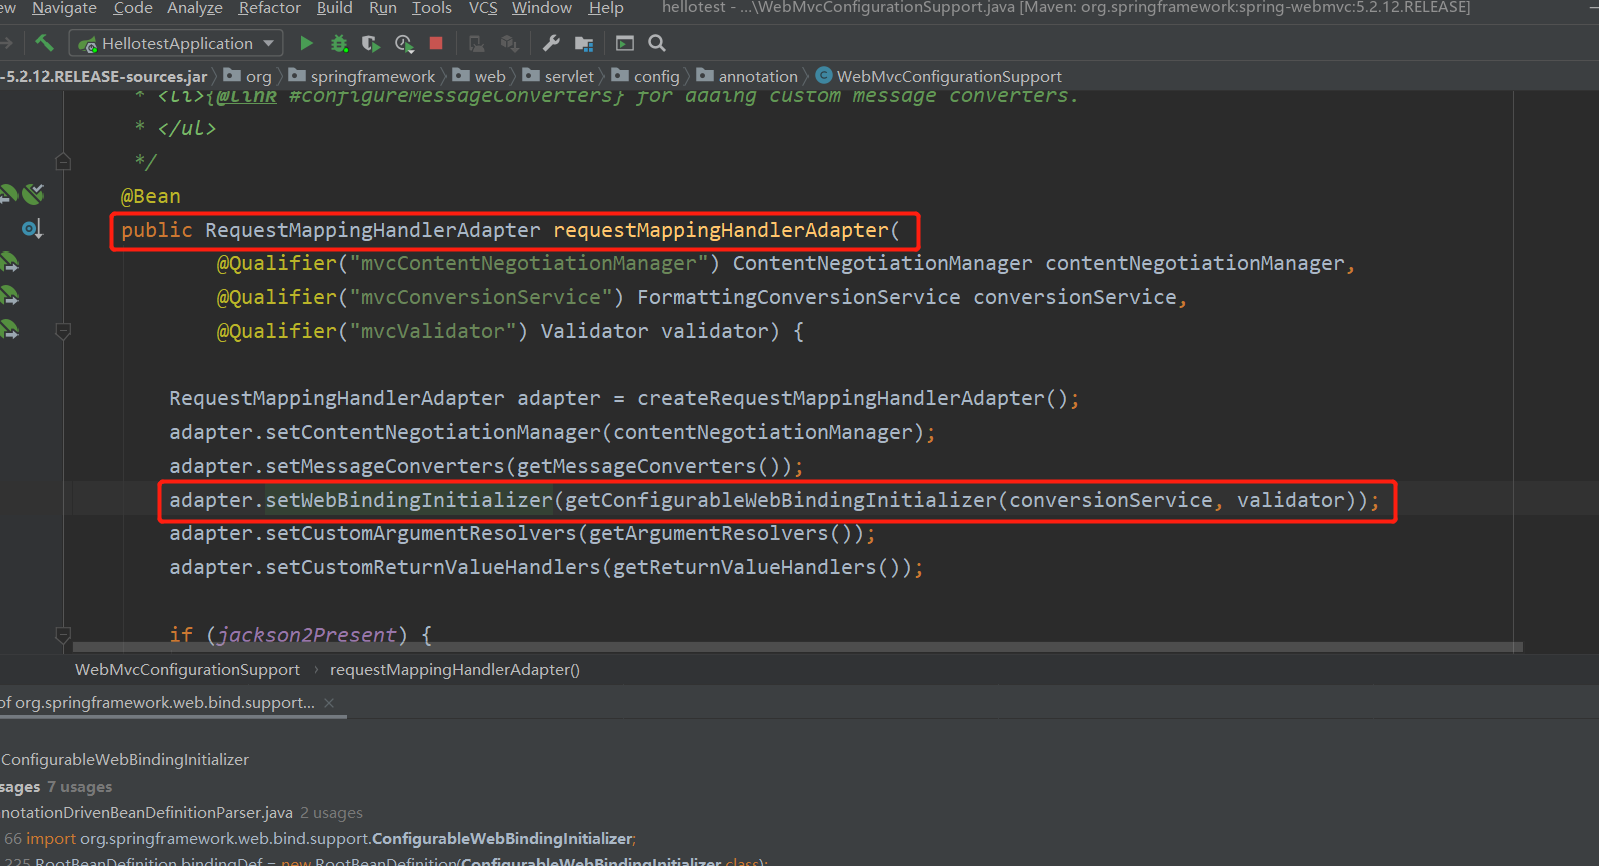 ew Navigate Code Analyze Refactor Build Run Tools VCS Window Help hellotest - ...\WebMvcConfigurationSupport.java [Maven: org.springframework:spring-webmvc:5.2.12.RELEASE]
HellotestApplication
-5.2.12.RELEASE-sources.jar org springframework web servlet config annotation WebMvcConfigurationSupport
* <li>{@link #configureMessageConverters} for adding custom message converters.
* </ul>
*/
@Bean
public RequestMappingHandlerAdapter requestMappingHandlerAdapter(
@Qualifier("mvcContentNegotiationManager") ContentNegotiationManager contentNegotiationManager,
@Qualifier("mvcConversionService") FormattingConversionService conversionService,
@Qualifier("mvcValidator") Validator validator) {
RequestMappingHandlerAdapter adapter = createRequestMappingHandlerAdapter();
adapter.setContentNegotiationManager(contentNegotiationManager);
adapter.setMessageConverters(getMessageConverters());
adapter.setWebBindingInitializer(getConfigurableWebBindingInitializer(conversionService, validator));
adapter.setCustomArgumentResolvers(getArgumentResolvers());
adapter.setCustomReturnValueHandlers(getReturnValueHandlers());
if (jackson2Present) {
WebMvcConfigurationSupport › requestMappingHandlerAdapter()
of org.springframework.web.bind.support... ×
ConfigurableWebBindingInitializer
sages 7 usages
notationDrivenBeanDefinitionParser.java 2 usages
66 import org.springframework.web.bind.support.ConfigurableWebBindingInitializer;
225 RootBeanDefinition bindingDef = new RootBeanDefinition(ConfigurableWebBindingInitializer.class);